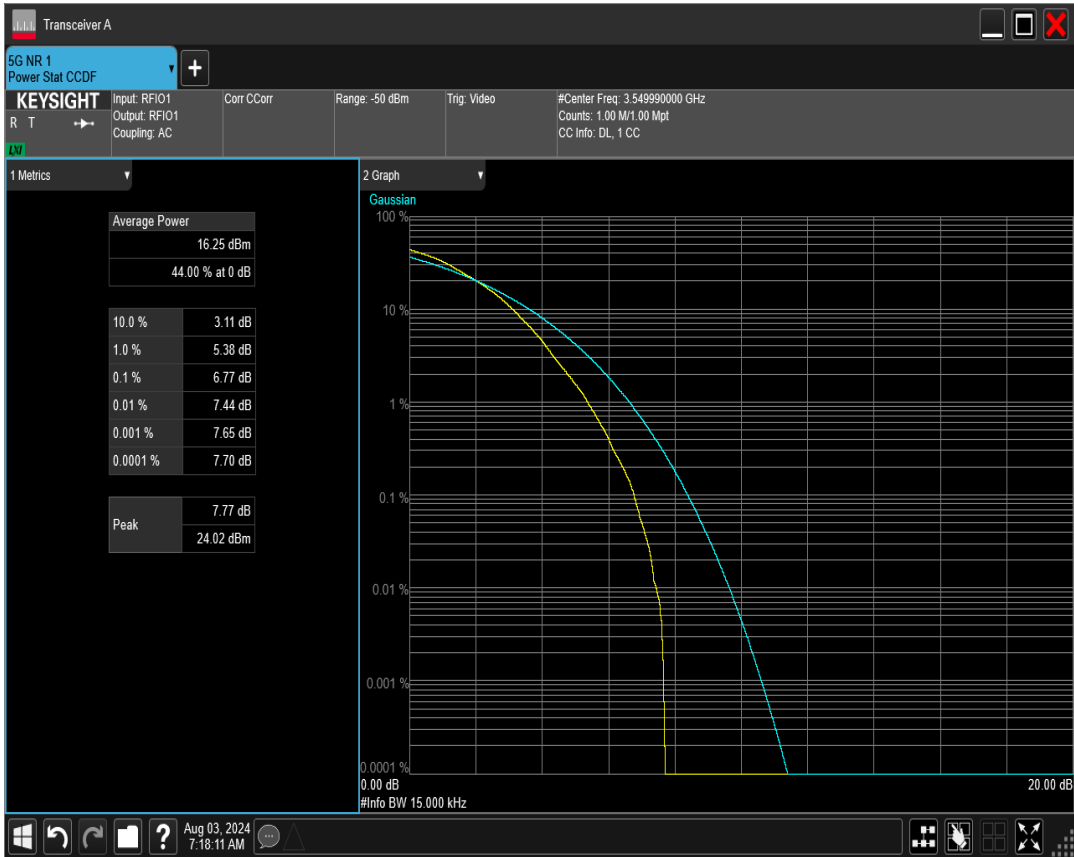 Transceiver A
5G NR 1
Power Stat CCDF
+
KEYSIGHT
R T
LXI
Input: RFIO1
Output: RFIO1
Coupling: AC
Corr CCorr
Range: -50 dBm
Trig: Video
#Center Freq: 3.549990000 GHz
Counts: 1.00 M/1.00 Mpt
CC Info: DL, 1 CC
1 Metrics
Average Power
16.25 dBm
44.00 % at 0 dB
10.0 % 3.11 dB
1.0 % 5.38 dB
0.1 % 6.77 dB
0.01 % 7.44 dB
0.001 % 7.65 dB
0.0001 % 7.70 dB
Peak 7.77 dB
24.02 dBm
2 Graph
Gaussian
100 %
10 %
1 %
0.1 %
0.01 %
0.001 %
0.0001 %
0.00 dB 20.00 dB
#Info BW 15.000 kHz
?
Aug 03, 2024
7:18:11 AM